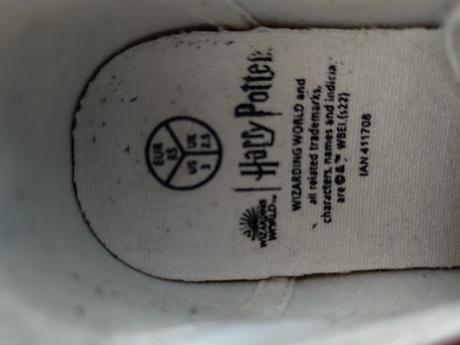 EUR
35
UK
2.5
US
3
WIZARDING
WORLD™
Harry Potter
WIZARDING WORLD and
all related trademarks,
characters, names and indicia
are © & ™ WBEI. (s22)
IAN 411708